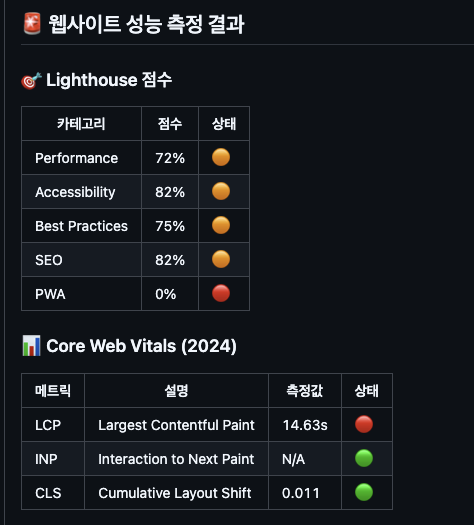 🚨 웹사이트 성능 측정 결과
🎯 Lighthouse 점수
카테고리 점수 상태
Performance 72% 🟠
Accessibility 82% 🟠
Best Practices 75% 🟠
SEO 82% 🟠
PWA 0% 🔴
📊 Core Web Vitals (2024)
메트릭 설명 측정값 상태
LCP Largest Contentful Paint 14.63s 🔴
INP Interaction to Next Paint N/A 🟢
CLS Cumulative Layout Shift 0.011 🟢